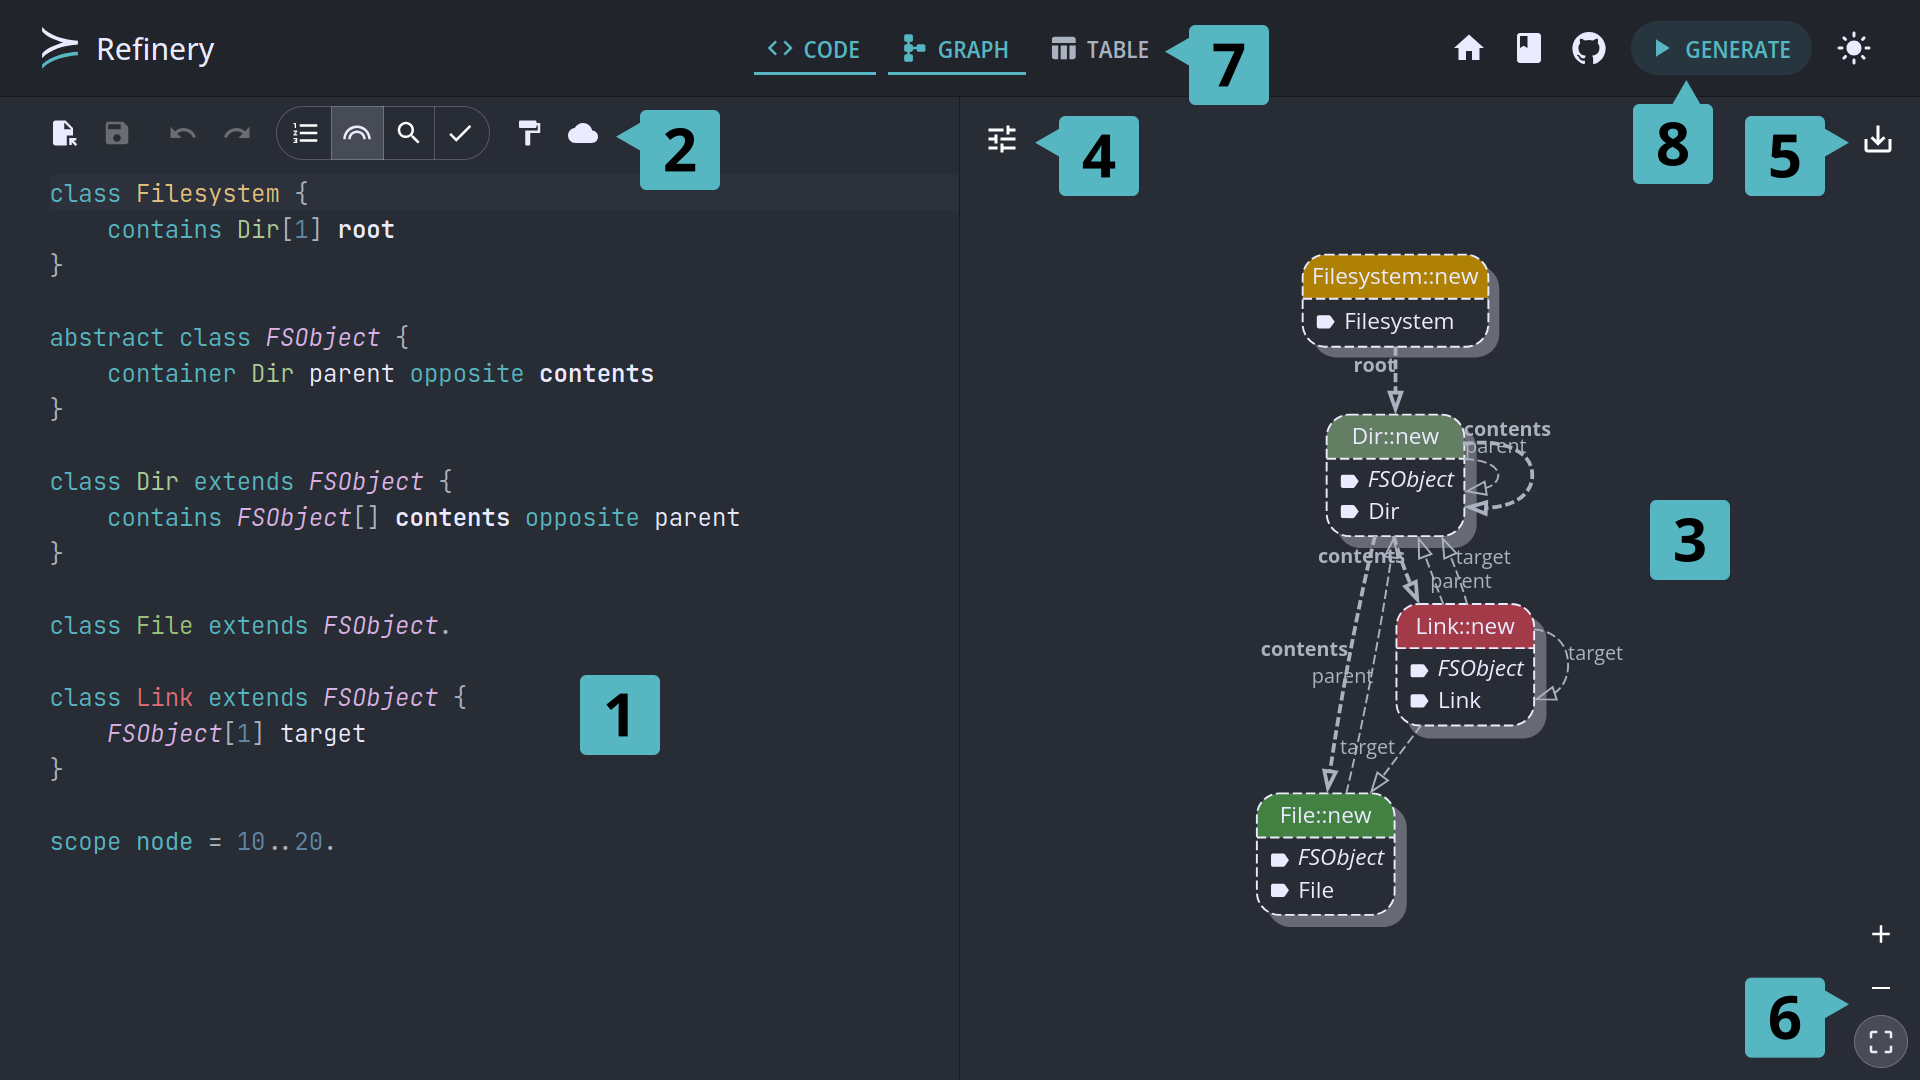 Refinery
CODE
GRAPH
TABLE
7
GENERATE
8
2
4
5
class Filesystem {
contains Dir[1] root
}
abstract class FSObject {
container Dir parent opposite contents
}
class Dir extends FSObject {
contains FSObject[] contents opposite parent
}
class File extends FSObject.
class Link extends FSObject {
FSObject[1] target
}
scope node = 10..20.
1
Filesystem::new
Filesystem
root
Dir::new
FSObject
Dir
contents
parent
contents
target
parent
3
Link::new
FSObject
Link
target
contents
parent
target
File::new
FSObject
File
6